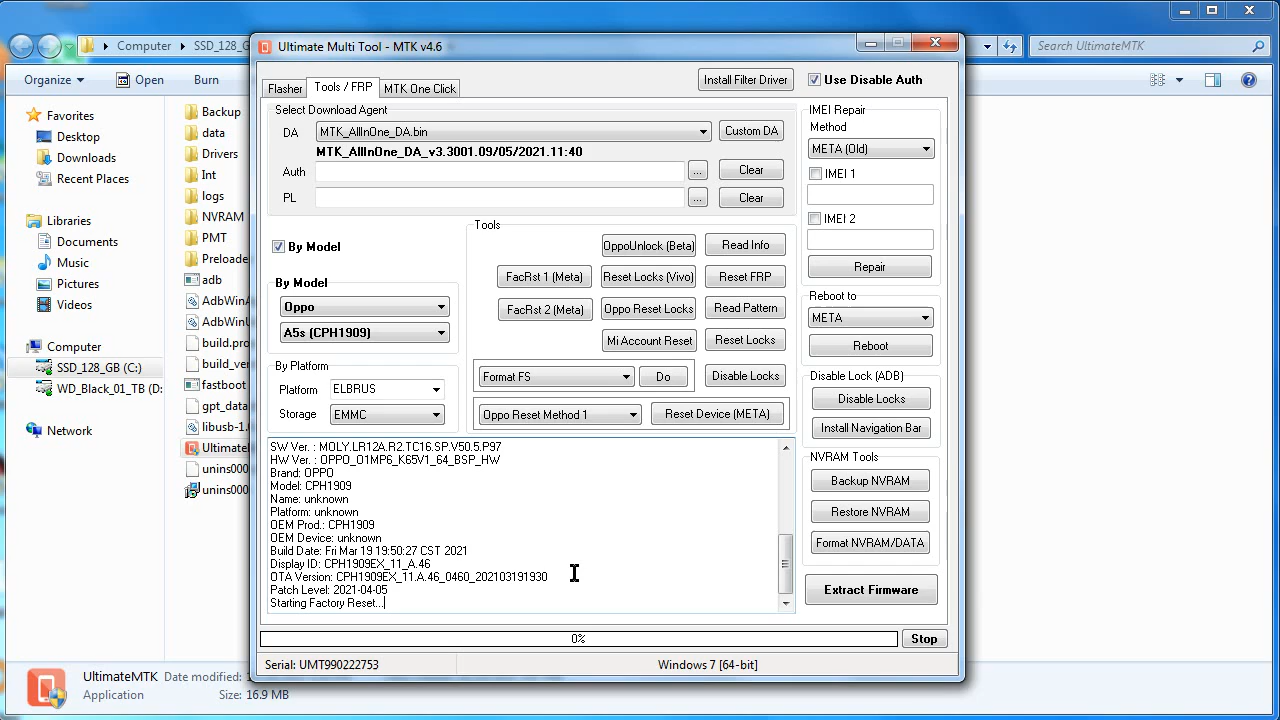 Computer
SSD_128_G
Search UltimateMTK
Organize
Open
Burn
Favorites
Desktop
Downloads
Recent Places
Libraries
Documents
Music
Pictures
Videos
Computer
SSD_128_GB (C:)
WD_Black_01_TB (D:
Network
Backup
data
Drivers
Int
logs
NVRAM
PMT
Preloade
adb
AdbWinA
AdbWinU
build.pro
build_ver
fastboot
gpt_data
libusb-1.0
Ultimate
unins000
unins000
UltimateMTK
Date modified: 1
Application
Size: 16.9 MB
Ultimate Multi Tool - MTK v4.6
Flasher
Tools / FRP
MTK One Click
Install Filter Driver
Use Disable Auth
Select Download Agent
DA
MTK_AllInOne_DA.bin
Custom DA
MTK_AllInOne_DA_v3.3001.09/05/2021.11:40
Auth
...
Clear
PL
...
Clear
By Model
By Model
Oppo
A5s (CPH1909)
By Platform
Platform
ELBRUS
Storage
EMMC
Tools
OppoUnlock (Beta)
Read Info
FacRst 1 (Meta)
Reset Locks (Vivo)
Reset FRP
FacRst 2 (Meta)
Oppo Reset Locks
Read Pattern
Mi Account Reset
Reset Locks
Format FS
Do
Disable Locks
Oppo Reset Method 1
Reset Device (META)
SW Ver. : MOLY.LR12A.R2.TC16.SP.V50.5.P97
HW Ver. : OPPO_O1MP6_K65V1_64_BSP_HW
Brand: OPPO
Model: CPH1909
Name: unknown
Platform: unknown
OEM Prod.: CPH1909
OEM Device: unknown
Build Date: Fri Mar 19 19:50:27 CST 2021
Display ID: CPH1909EX_11_A.46
OTA Version: CPH1909EX_11.A.46_0460_202103191930
Patch Level: 2021-04-05
Starting Factory Reset...
0%
Stop
Serial: UMT990222753
Windows 7 [64-bit]
IMEI Repair
Method
META (Old)
IMEI 1
IMEI 2
Repair
Reboot to
META
Reboot
Disable Lock (ADB)
Disable Locks
Install Navigation Bar
NVRAM Tools
Backup NVRAM
Restore NVRAM
Format NVRAM/DATA
Extract Firmware